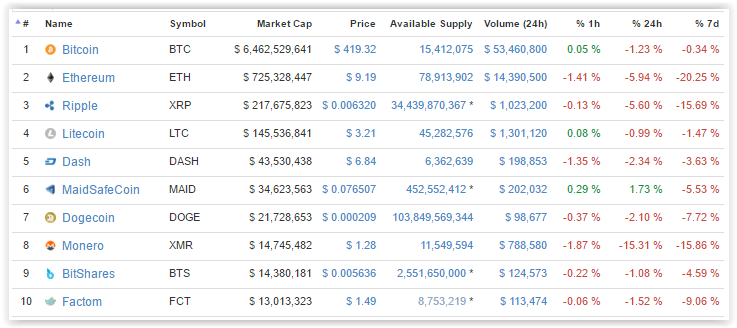 # Name Symbol Market Cap Price Available Supply Volume (24h) % 1h % 24h % 7d
1 Bitcoin BTC $ 6,462,529,641 $ 419.32 15,412,075 $ 53,460,800 0.05 % -1.23 % -0.34 %
2 Ethereum ETH $ 725,328,447 $ 9.19 78,913,902 $ 14,390,500 -1.41 % -5.94 % -20.25 %
3 Ripple XRP $ 217,675,823 $ 0.006320 34,439,870,367 * $ 1,023,200 -0.13 % -5.60 % -15.69 %
4 Litecoin LTC $ 145,536,841 $ 3.21 45,282,576 $ 1,301,120 0.08 % -0.99 % -1.47 %
5 Dash DASH $ 43,530,438 $ 6.84 6,362,639 $ 198,853 -1.35 % -2.34 % -3.63 %
6 MaidSafeCoin MAID $ 34,623,563 $ 0.076507 452,552,412 * $ 202,032 0.29 % 1.73 % -5.53 %
7 Dogecoin DOGE $ 21,728,653 $ 0.000209 103,849,569,344 $ 98,677 -0.37 % -2.10 % -7.72 %
8 Monero XMR $ 14,745,482 $ 1.28 11,549,594 $ 788,580 -1.87 % -15.31 % -15.86 %
9 BitShares BTS $ 14,380,181 $ 0.005636 2,551,650,000 * $ 124,573 -0.22 % -1.08 % -4.59 %
10 Factom FCT $ 13,013,323 $ 1.49 8,753,219 * $ 113,474 -0.06 % -1.52 % -9.06 %